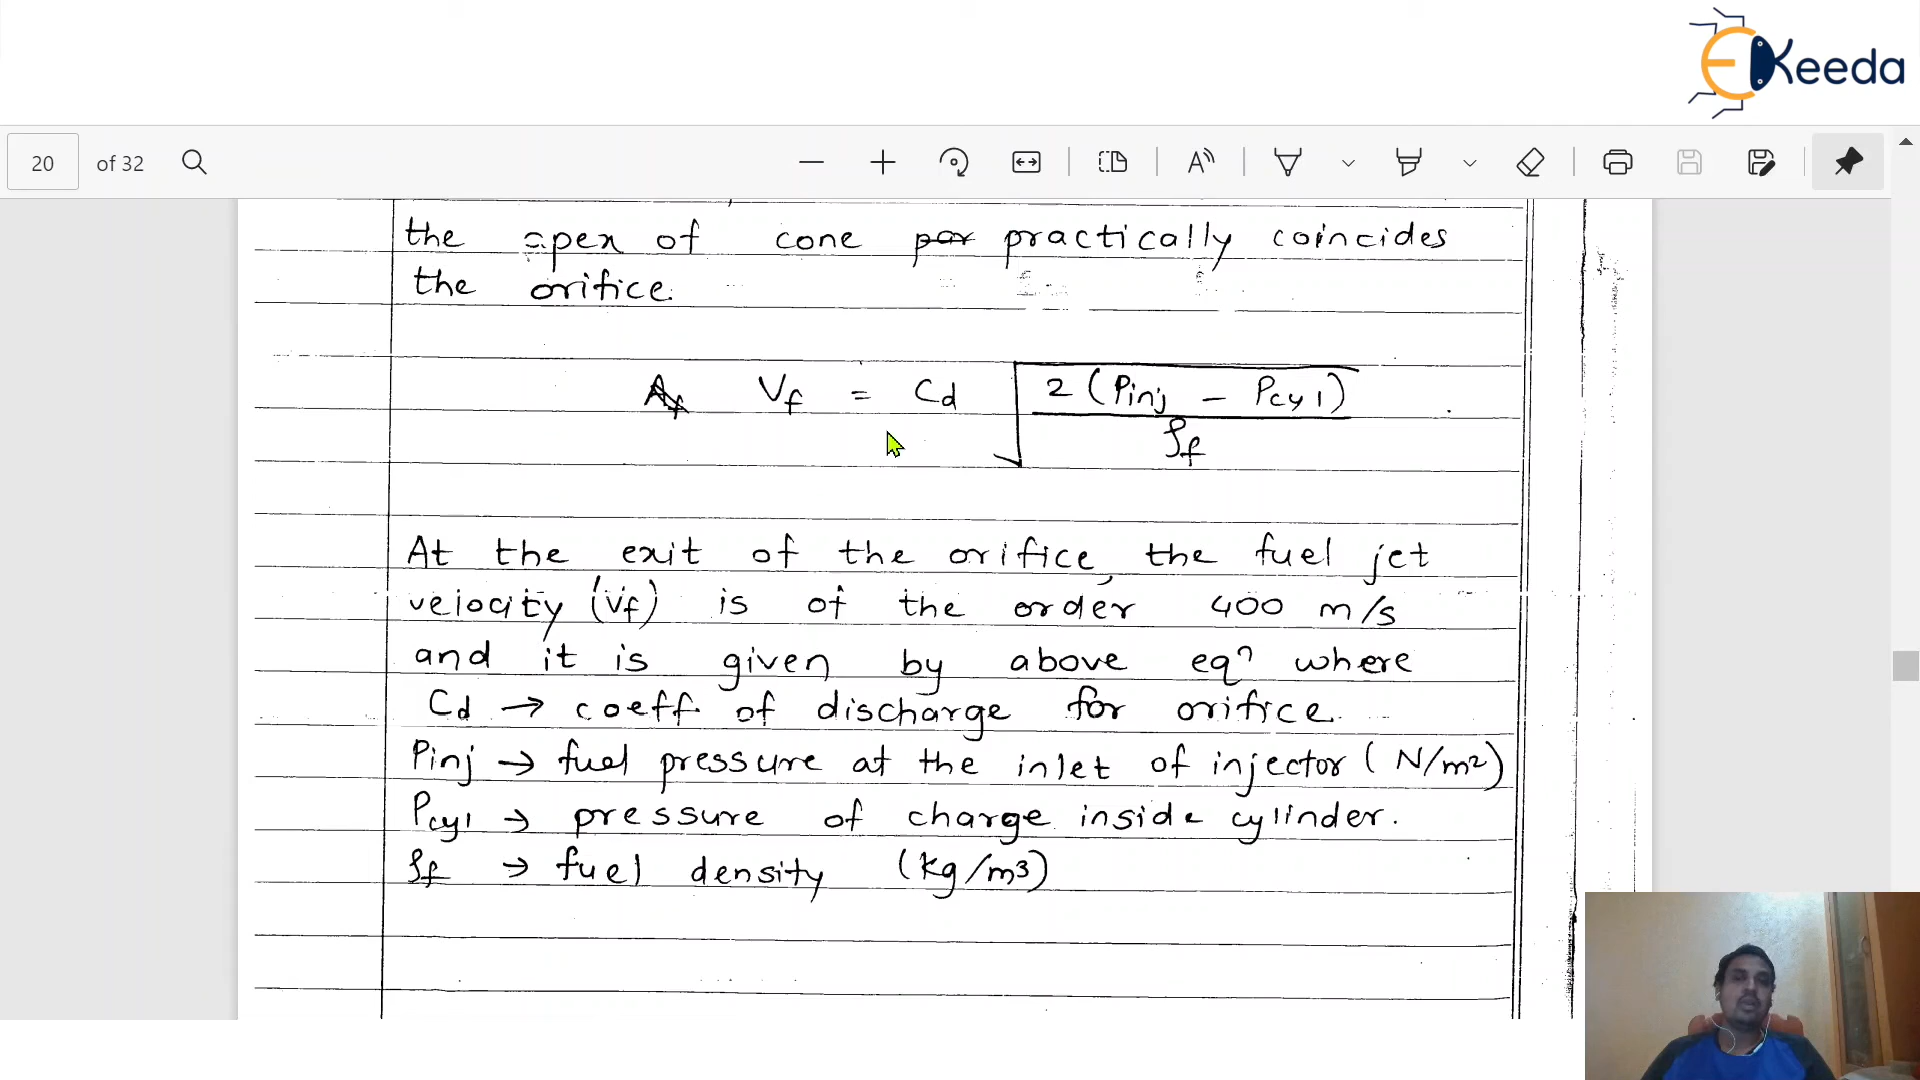 EKeeda
20 of 32
the apex of cone par practically coincides
the orifice.
Af Vf = Cd √ 2 (Pinj - Pcyl) / ρf
At the exit of the orifice, the fuel jet
velocity (Vf) is of the order 400 m/s
and it is given by above eqn where
Cd → coeff. of discharge for orifice.
Pinj → fuel pressure at the inlet of injector ( N/m2)
Pcyl → pressure of charge inside cylinder.
ρf → fuel density (kg/m3)